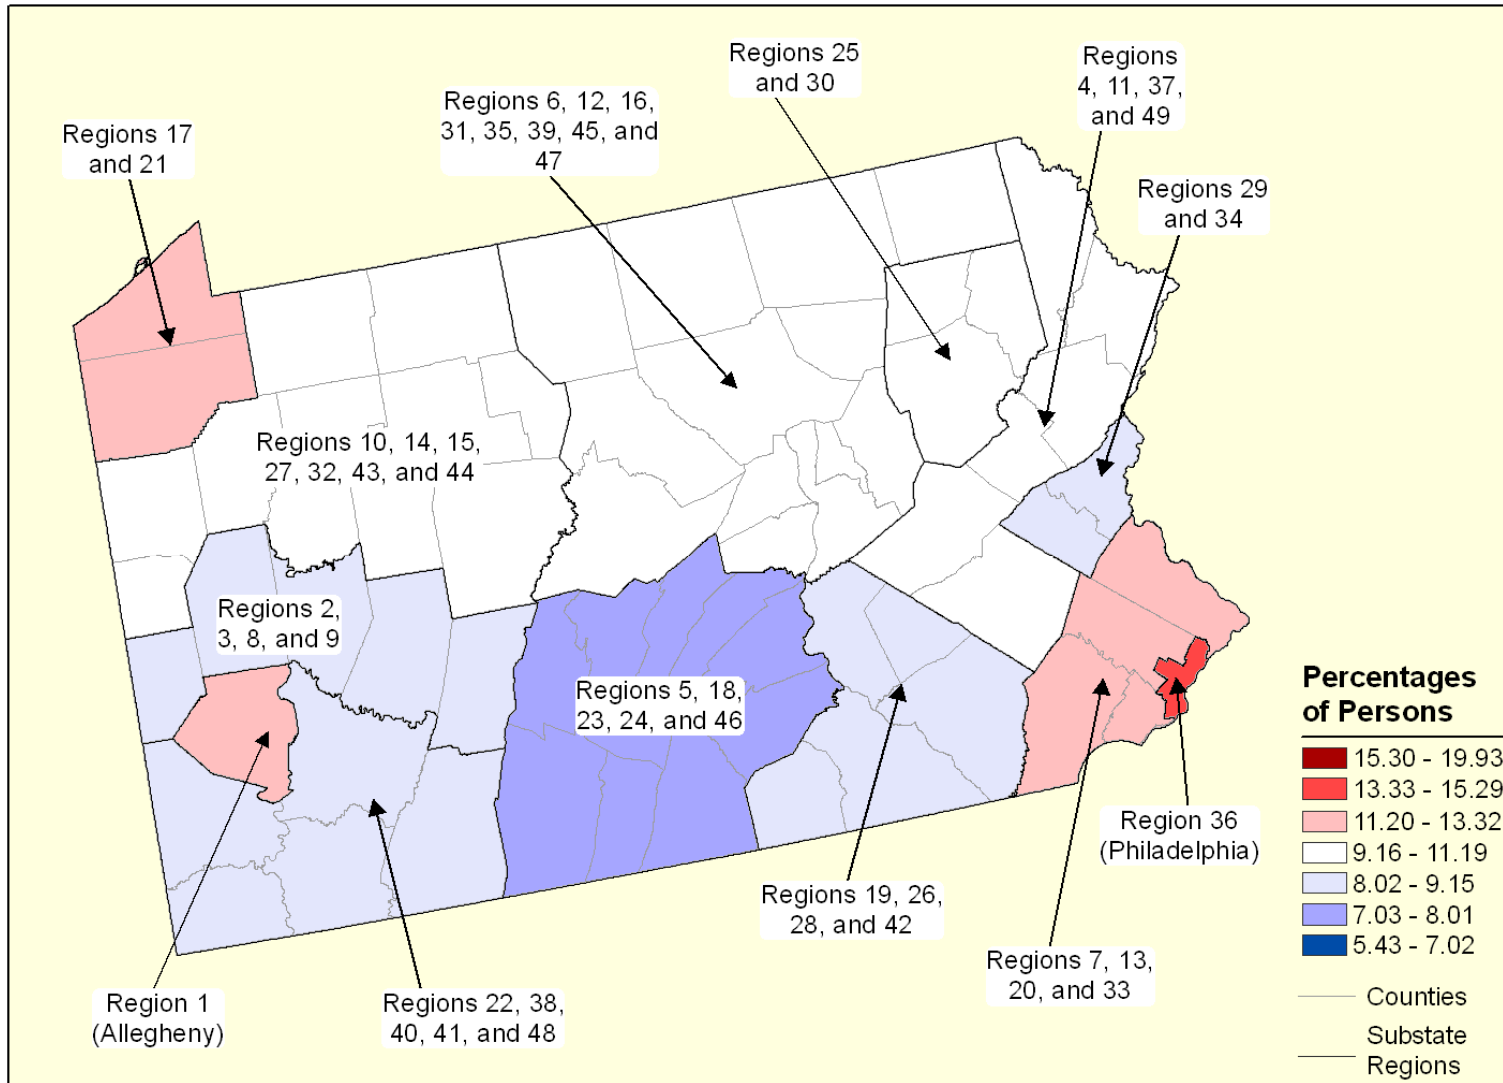 Regions 25
and 30
Regions
4, 11, 37,
and 49
Regions 6, 12, 16,
31, 35, 39, 45, and
47
Regions 17
and 21
Regions 29
and 34
Regions 10, 14, 15,
27, 32, 43, and 44
Regions 2,
3, 8, and 9
Regions 5, 18,
23, 24, and 46
Percentages
of Persons
15.30 - 19.93
13.33 - 15.29
11.20 - 13.32
9.16 - 11.19
8.02 - 9.15
7.03 - 8.01
5.43 - 7.02
Counties
Substate
Regions
Region 36
(Philadelphia)
Regions 19, 26,
28, and 42
Regions 7, 13,
20, and 33
Region 1
(Allegheny)
Regions 22, 38,
40, 41, and 48